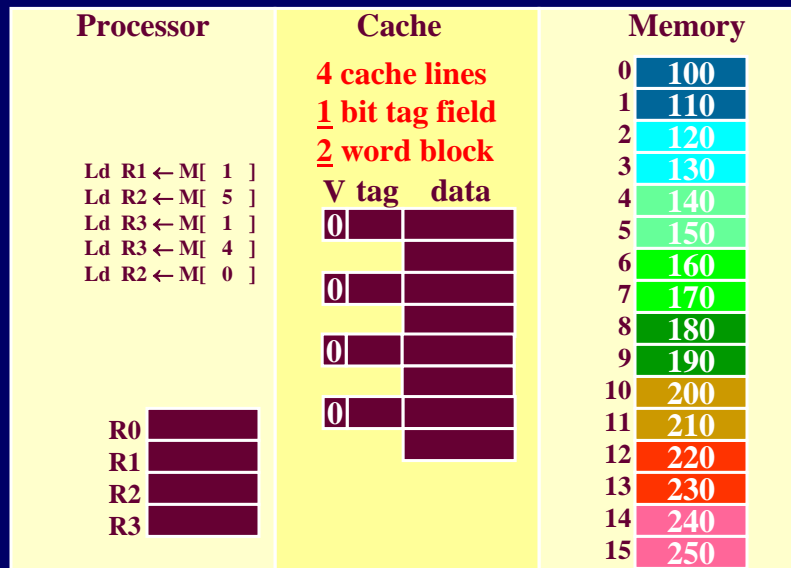 Processor
Ld R1 ← M[ 1 ]
Ld R2 ← M[ 5 ]
Ld R3 ← M[ 1 ]
Ld R3 ← M[ 4 ]
Ld R2 ← M[ 0 ]
R0
R1
R2
R3
Cache
4 cache lines
1 bit tag field
2 word block
V tag data
0
0
0
0
Memory
0 100
1 110
2 120
3 130
4 140
5 150
6 160
7 170
8 180
9 190
10 200
11 210
12 220
13 230
14 240
15 250